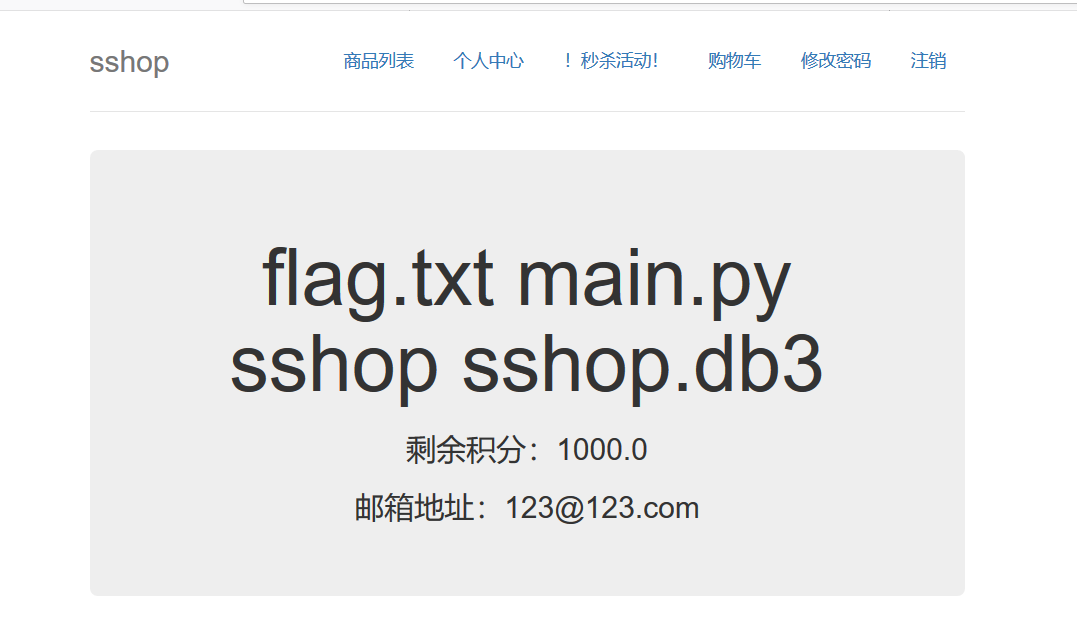 sshop 商品列表 个人中心 ！秒杀活动！ 购物车 修改密码 注销
flag.txt main.py
sshop sshop.db3
剩余积分：1000.0
邮箱地址：123@123.com